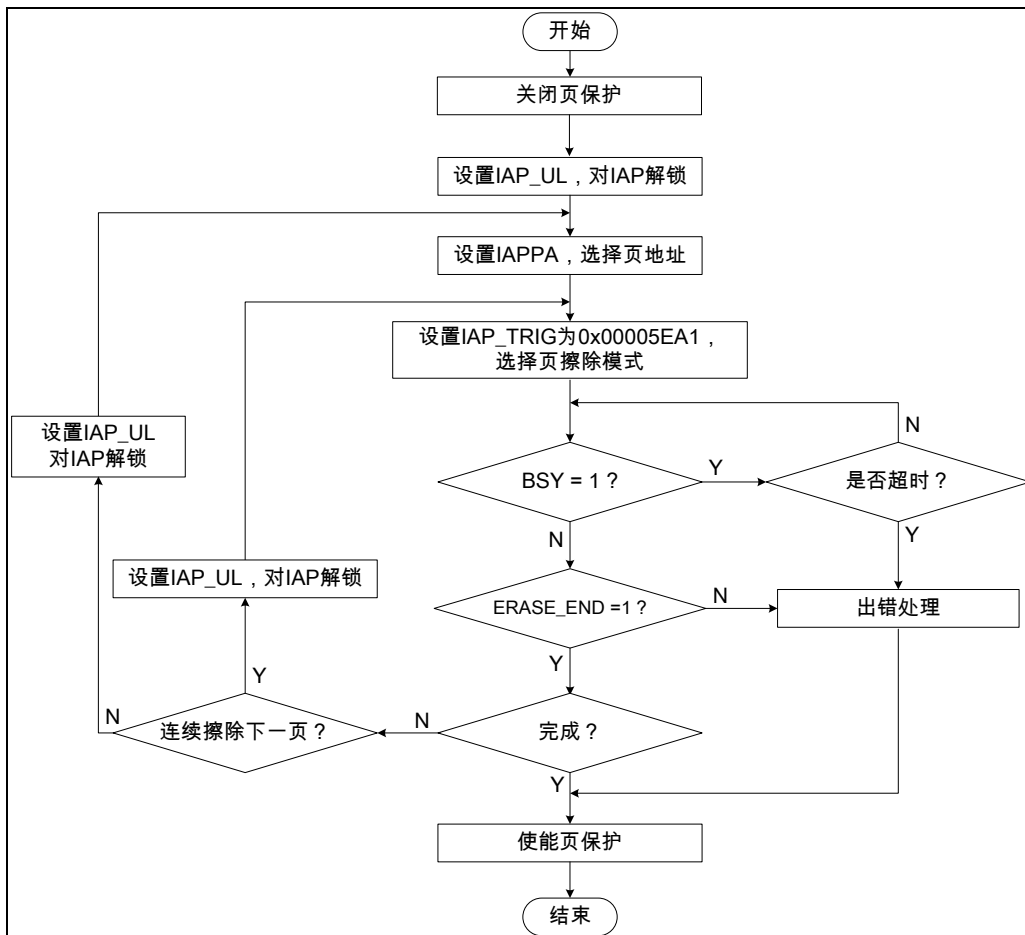 开始
关闭页保护
设置IAP_UL，对IAP解锁
设置IAPPA，选择页地址
设置IAP_TRIG为0x00005EA1，
选择页擦除模式
设置IAP_UL
对IAP解锁
N
BSY = 1？
Y
是否超时？
N
Y
设置IAP_UL，对IAP解锁
ERASE_END =1？
N
出错处理
Y
Y
N
连续擦除下一页？
N
完成？
Y
使能页保护
结束